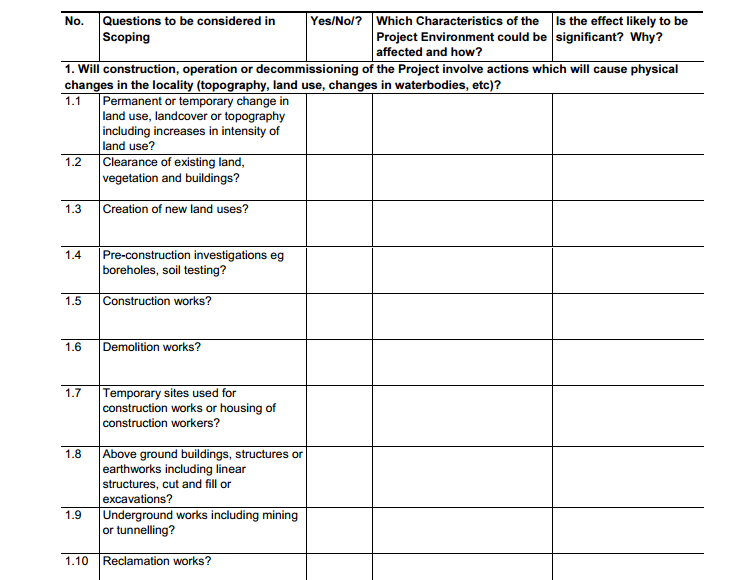 No. Questions to be considered in Yes/No/? Which Characteristics of the Is the effect likely to be
Scoping Project Environment could be significant? Why?
affected and how?
1. Will construction, operation or decommissioning of the Project involve actions which will cause physical
changes in the locality (topography, land use, changes in waterbodies, etc)?
1.1 Permanent or temporary change in
land use, landcover or topography
including increases in intensity of
land use?
1.2 Clearance of existing land,
vegetation and buildings?
1.3 Creation of new land uses?
1.4 Pre-construction investigations eg
boreholes, soil testing?
1.5 Construction works?
1.6 Demolition works?
1.7 Temporary sites used for
construction works or housing of
construction workers?
1.8 Above ground buildings, structures or
earthworks including linear
structures, cut and fill or
excavations?
1.9 Underground works including mining
or tunnelling?
1.10 Reclamation works?